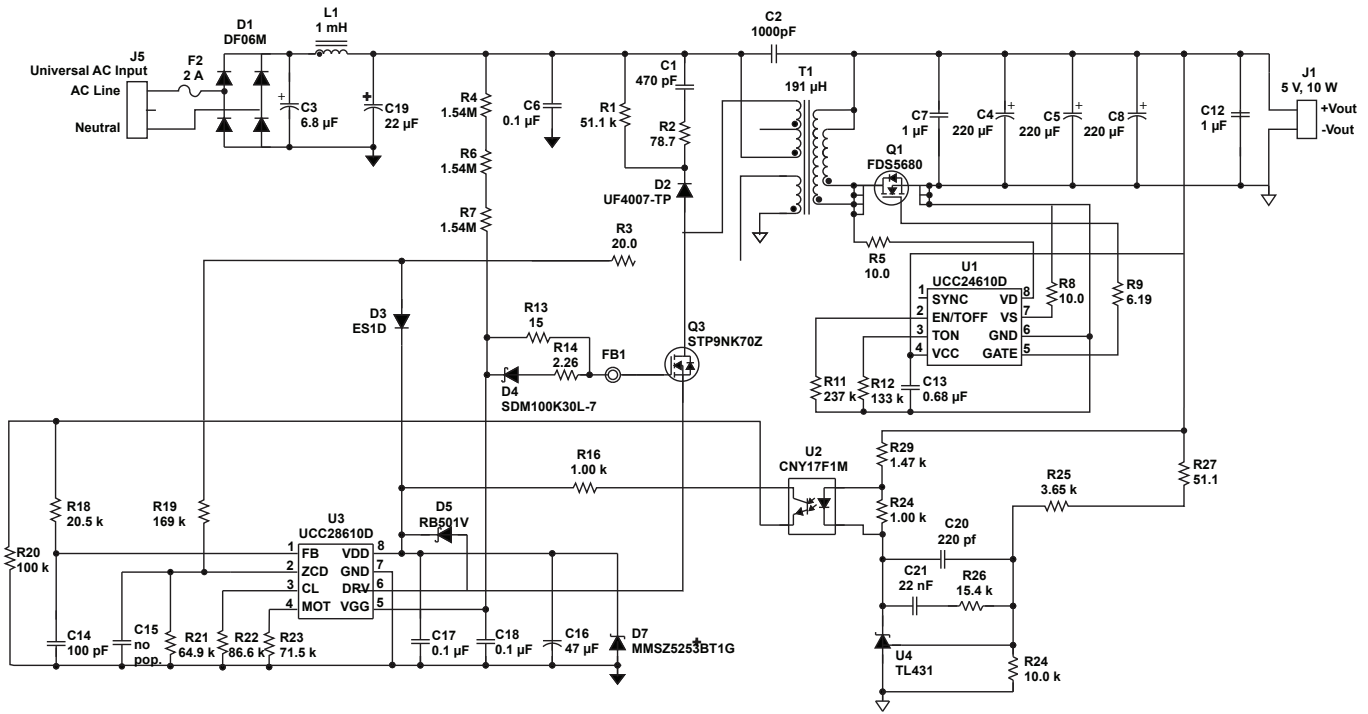 J5
Universal AC Input
AC Line
Neutral
F2
2 A
D1
DF06M
L1
1 mH
+
C3
6.8 µF
+
C19
22 µF
R4
1.54M
R6
1.54M
R7
1.54M
C6
0.1 µF
R1
51.1 k
C1
470 pF
R2
78.7
D2
UF4007-TP
C2
1000pF
T1
191 µH
C7
1 µF
C4
220 µF
+
C5
220 µF
+
C8
220 µF
+
C12
1 µF
J1
5 V, 10 W
+Vout
-Vout
Q1
FDS5680
R3
20.0
R5
10.0
U1
UCC24610D
1 SYNC VD 8
2 EN/TOFF VS 7
3 TON GND 6
4 VCC GATE 5
R8
10.0
R9
6.19
D3
ES1D
R13
15
R14
2.26
FB1
Q3
STP9NK70Z
D4
SDM100K30L-7
R11
237 k
R12
133 k
C13
0.68 µF
R16
1.00 k
U2
CNY17F1M
R29
1.47 k
R24
1.00 k
R25
3.65 k
R27
51.1
R18
20.5 k
R19
169 k
R20
100 k
U3
UCC28610D
1 FB VDD 8
2 ZCD GND 7
3 CL DRV 6
4 MOT VGG 5
D5
RB501V
C20
220 pf
C21
22 nF
R26
15.4 k
C14
100 pF
C15
no
pop.
R21
64.9 k
R22
86.6 k
R23
71.5 k
C17
0.1 µF
C18
0.1 µF
C16
47 µF
D7
MMSZ5253BT1G
U4
TL431
R24
10.0 k